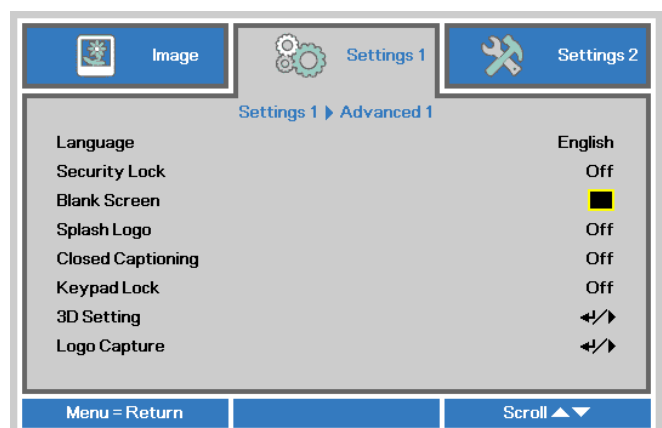 Image Settings 1 Settings 2
Settings 1 ▶ Advanced 1
Language English
Security Lock Off
Blank Screen
Splash Logo Off
Closed Captioning Off
Keypad Lock Off
3D Setting ↵/▶
Logo Capture ↵/▶
Menu = Return Scroll ▲▼